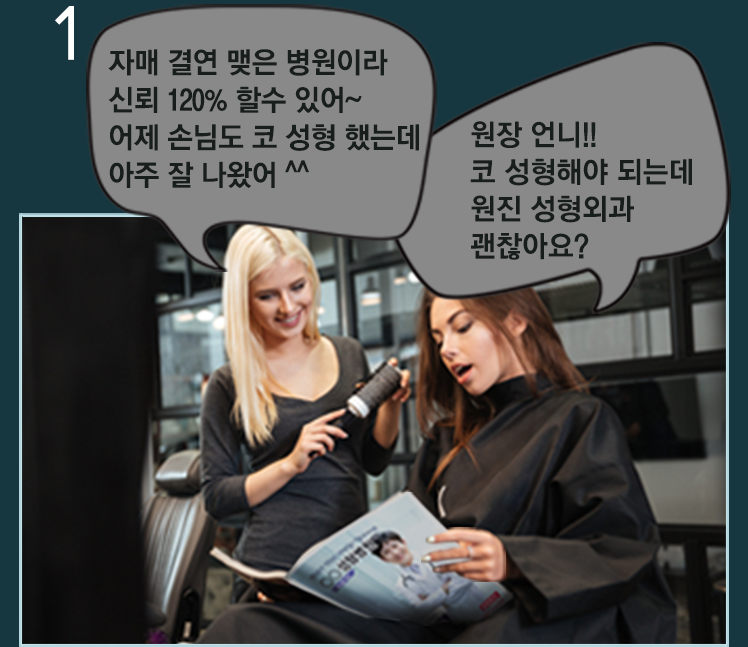 1
자매 결연 맺은 병원이라
신뢰 120% 할수 있어~
어제 손님도 코 성형 했는데
아주 잘 나왔어 ^^
원장 언니!!
코 성형해야 되는데
원진 성형외과
괜찮아요?